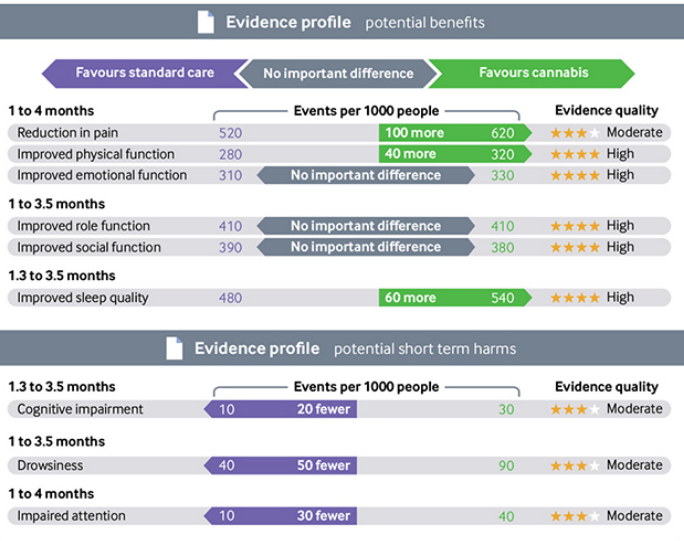 Evidence profile potential benefits
Favours standard care No important difference Favours cannabis
1 to 4 months Events per 1000 people Evidence quality
Reduction in pain 520 100 more 620 Moderate
Improved physical function 280 40 more 320 High
Improved emotional function 310 No important difference 330 High
1 to 3.5 months
Improved role function 410 No important difference 410 High
Improved social function 390 No important difference 380 High
1.3 to 3.5 months
Improved sleep quality 480 60 more 540 High
Evidence profile potential short term harms
1.3 to 3.5 months Events per 1000 people Evidence quality
Cognitive impairment 10 20 fewer 30 Moderate
1 to 3.5 months
Drowsiness 40 50 fewer 90 Moderate
1 to 4 months
Impaired attention 10 30 fewer 40 Moderate